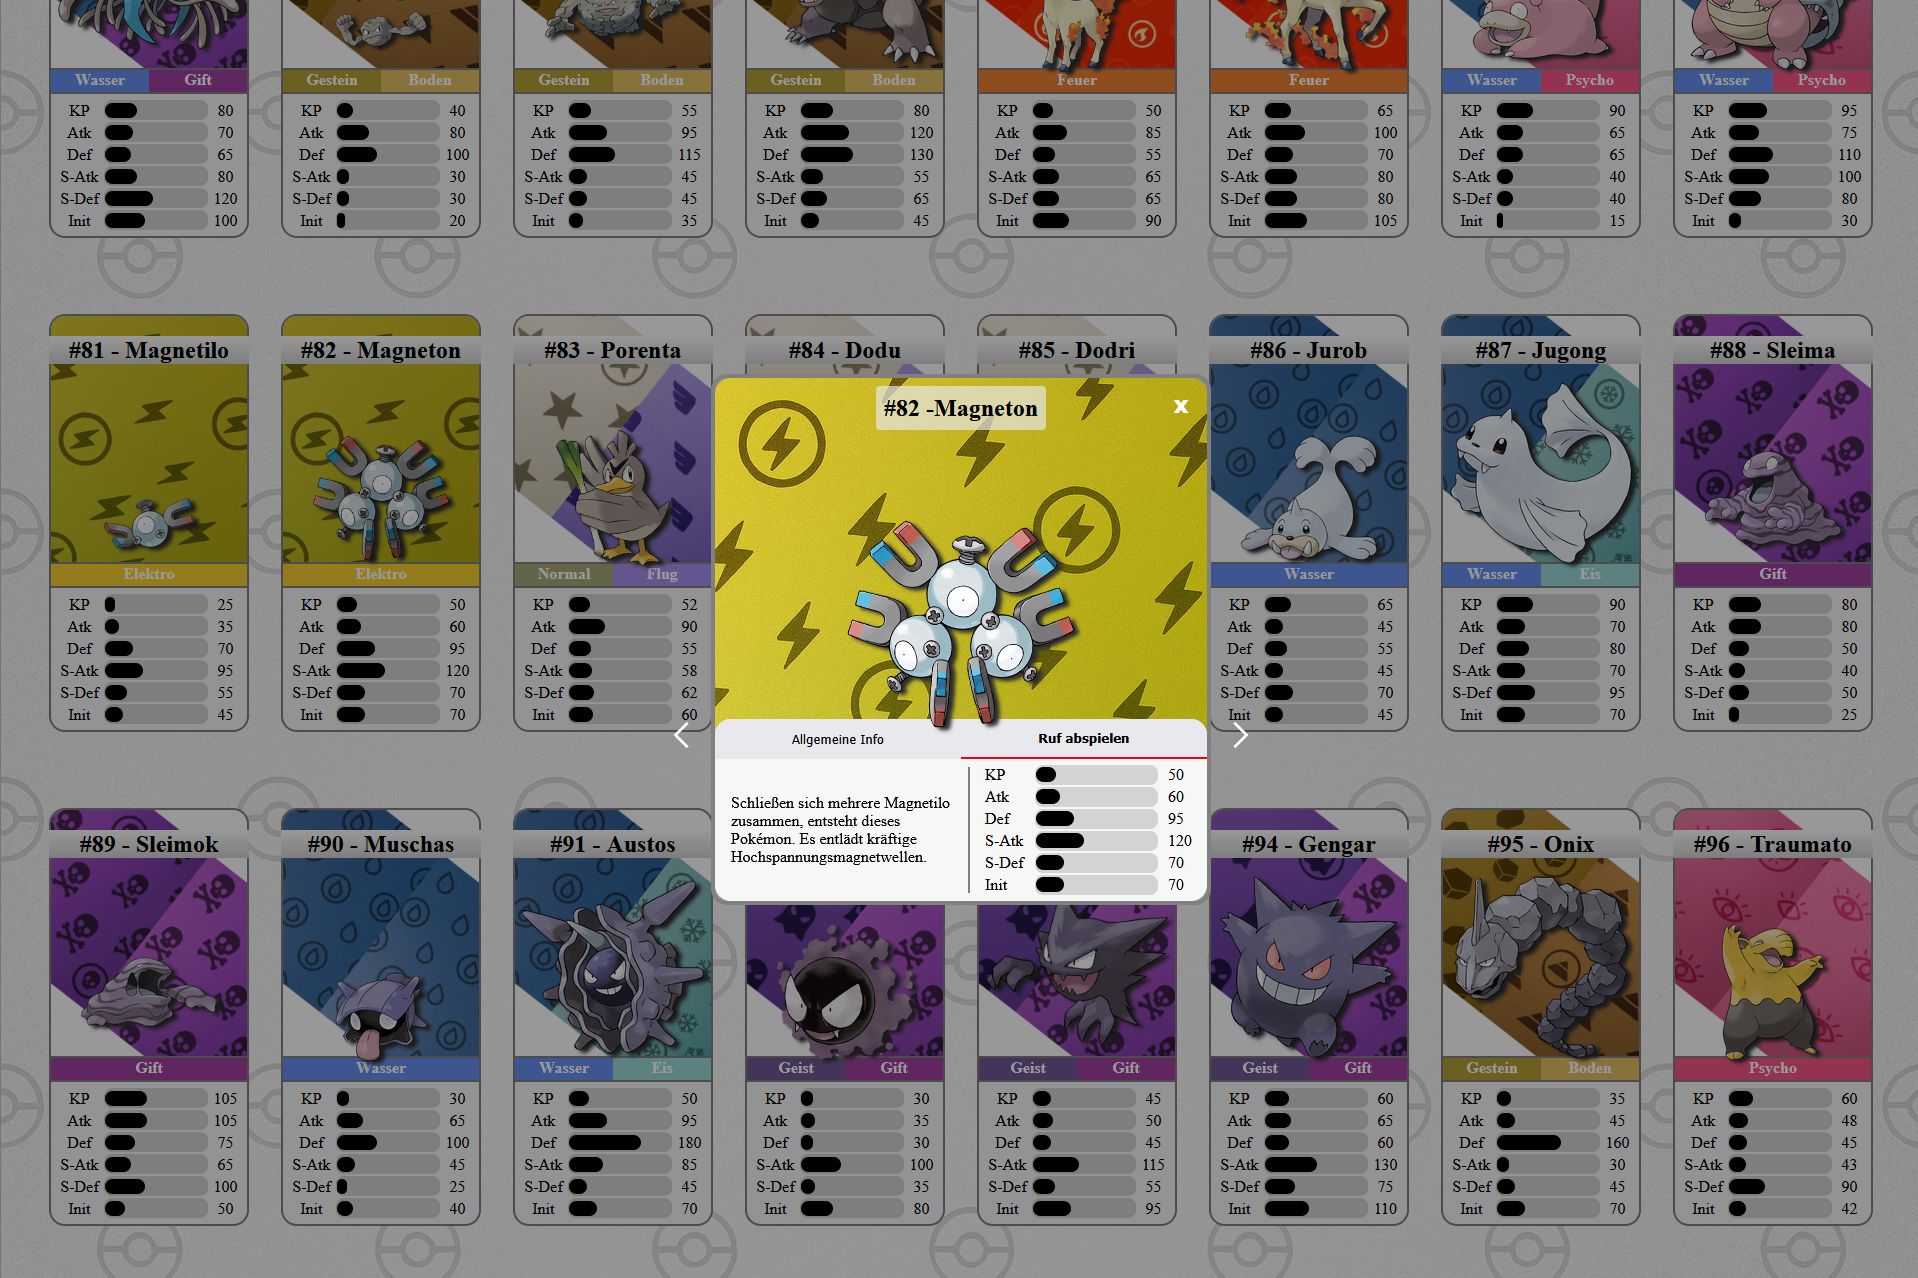 Wasser Gift
KP 80
Atk 70
Def 65
S-Atk 80
S-Def 120
Init 100
Gestein Boden
KP 40
Atk 80
Def 100
S-Atk 30
S-Def 30
Init 20
Gestein Boden
KP 55
Atk 95
Def 115
S-Atk 45
S-Def 45
Init 35
Gestein Boden
KP 80
Atk 120
Def 130
S-Atk 55
S-Def 65
Init 45
Feuer
KP 50
Atk 85
Def 55
S-Atk 65
S-Def 65
Init 90
Feuer
KP 65
Atk 100
Def 70
S-Atk 80
S-Def 80
Init 105
Wasser Psycho
KP 90
Atk 65
Def 65
S-Atk 40
S-Def 40
Init 15
Wasser Psycho
KP 95
Atk 75
Def 110
S-Atk 100
S-Def 80
Init 30
#81 - Magnetilo
Elektro
KP 25
Atk 35
Def 70
S-Atk 95
S-Def 55
Init 45
#82 - Magneton
Elektro
KP 50
Atk 60
Def 95
S-Atk 120
S-Def 70
Init 70
#83 - Porenta
Normal Flug
KP 52
Atk 90
Def 55
S-Atk 58
S-Def 62
Init 60
#84 - Dodu
#85 - Dodri
#82 -Magneton
x
Allgemeine Info
Ruf abspielen
Schließen sich mehrere Magnetilo
zusammen, entsteht dieses
Pokémon. Es entlädt kräftige
Hochspannungsmagnetwellen.
KP 50
Atk 60
Def 95
S-Atk 120
S-Def 70
Init 70
#86 - Jurob
Wasser
KP 65
Atk 45
Def 55
S-Atk 45
S-Def 70
Init 45
#87 - Jugong
Wasser Eis
KP 90
Atk 70
Def 80
S-Atk 70
S-Def 95
Init 70
#88 - Sleima
Gift
KP 80
Atk 80
Def 50
S-Atk 40
S-Def 50
Init 25
#89 - Sleimok
Gift
KP 105
Atk 105
Def 75
S-Atk 65
S-Def 100
Init 50
#90 - Muschas
Wasser
KP 30
Atk 65
Def 100
S-Atk 45
S-Def 25
Init 40
#91 - Austos
Wasser Eis
KP 50
Atk 95
Def 180
S-Atk 85
S-Def 45
Init 70
Geist Gift
KP 30
Atk 35
Def 30
S-Atk 100
S-Def 35
Init 80
Geist Gift
KP 45
Atk 50
Def 45
S-Atk 115
S-Def 55
Init 95
#94 - Gengar
Geist Gift
KP 60
Atk 65
Def 60
S-Atk 130
S-Def 75
Init 110
#95 - Onix
Gestein Boden
KP 35
Atk 45
Def 160
S-Atk 30
S-Def 45
Init 70
#96 - Traumato
Psycho
KP 60
Atk 48
Def 45
S-Atk 43
S-Def 90
Init 42